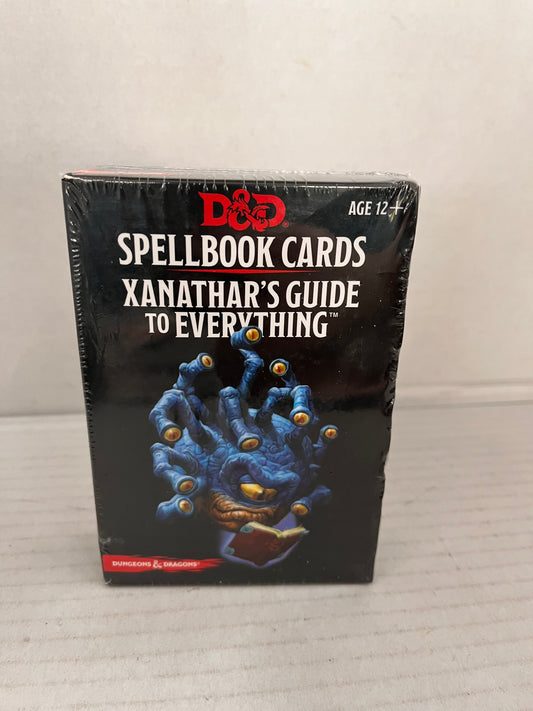 D&D
AGE 12+
SPELLBOOK CARDS
XANATHAR'S GUIDE
TO EVERYTHING™
DUNGEONS & DRAGONS®